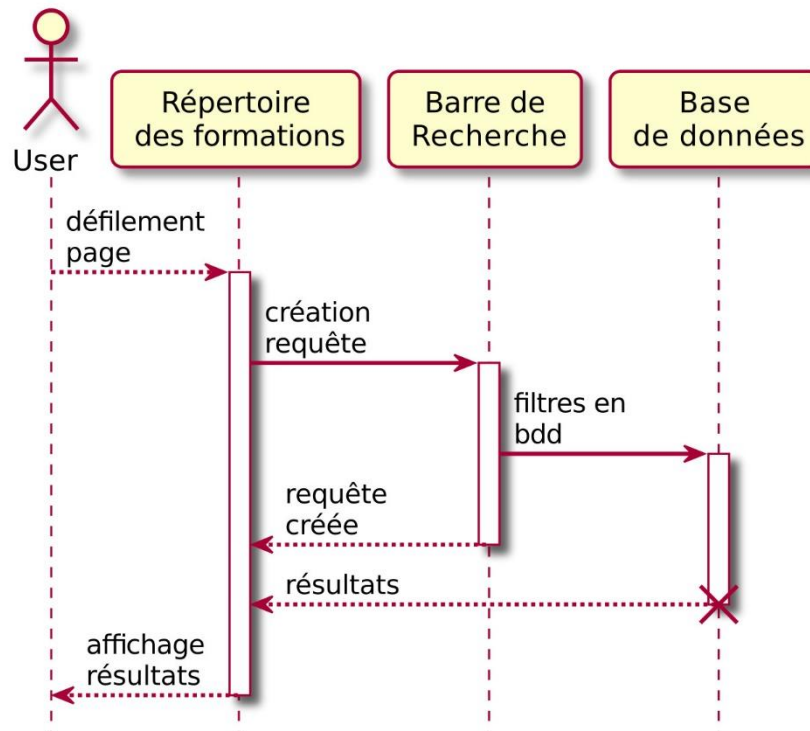 User
Répertoire
des formations
Barre de
Recherche
Base
de données
défilement
page
création
requête
filtres en
bdd
requête
créée
résultats
affichage
résultats